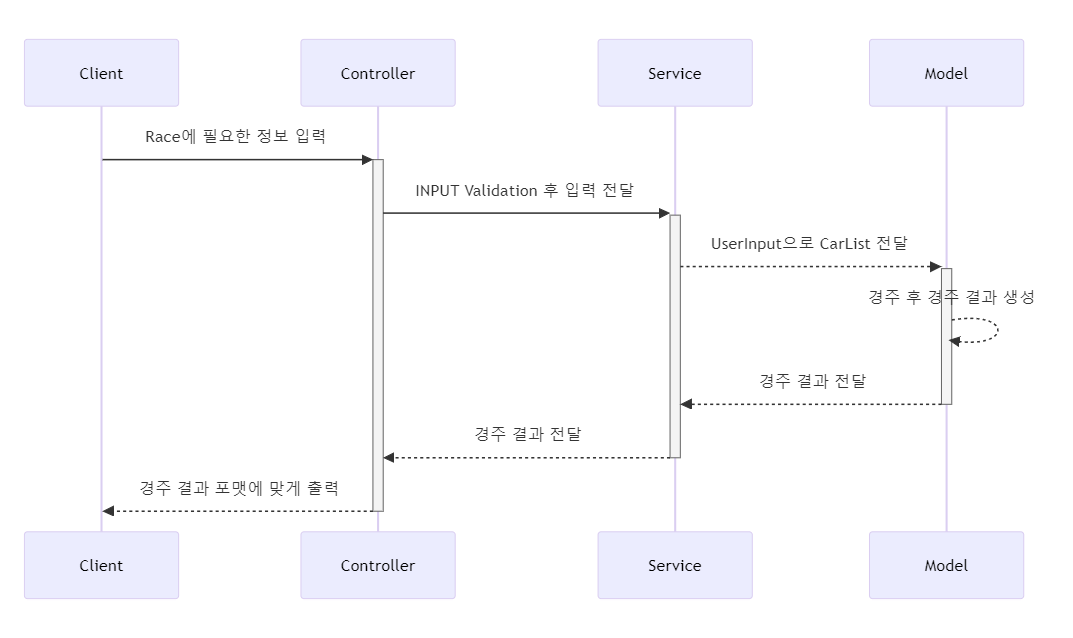 Client
Controller
Service
Model
Race에 필요한 정보 입력
INPUT Validation 후 입력 전달
UserInput으로 CarList 전달
경주 후 경주 결과 생성
경주 결과 전달
경주 결과 전달
경주 결과 포맷에 맞게 출력
Client
Controller
Service
Model